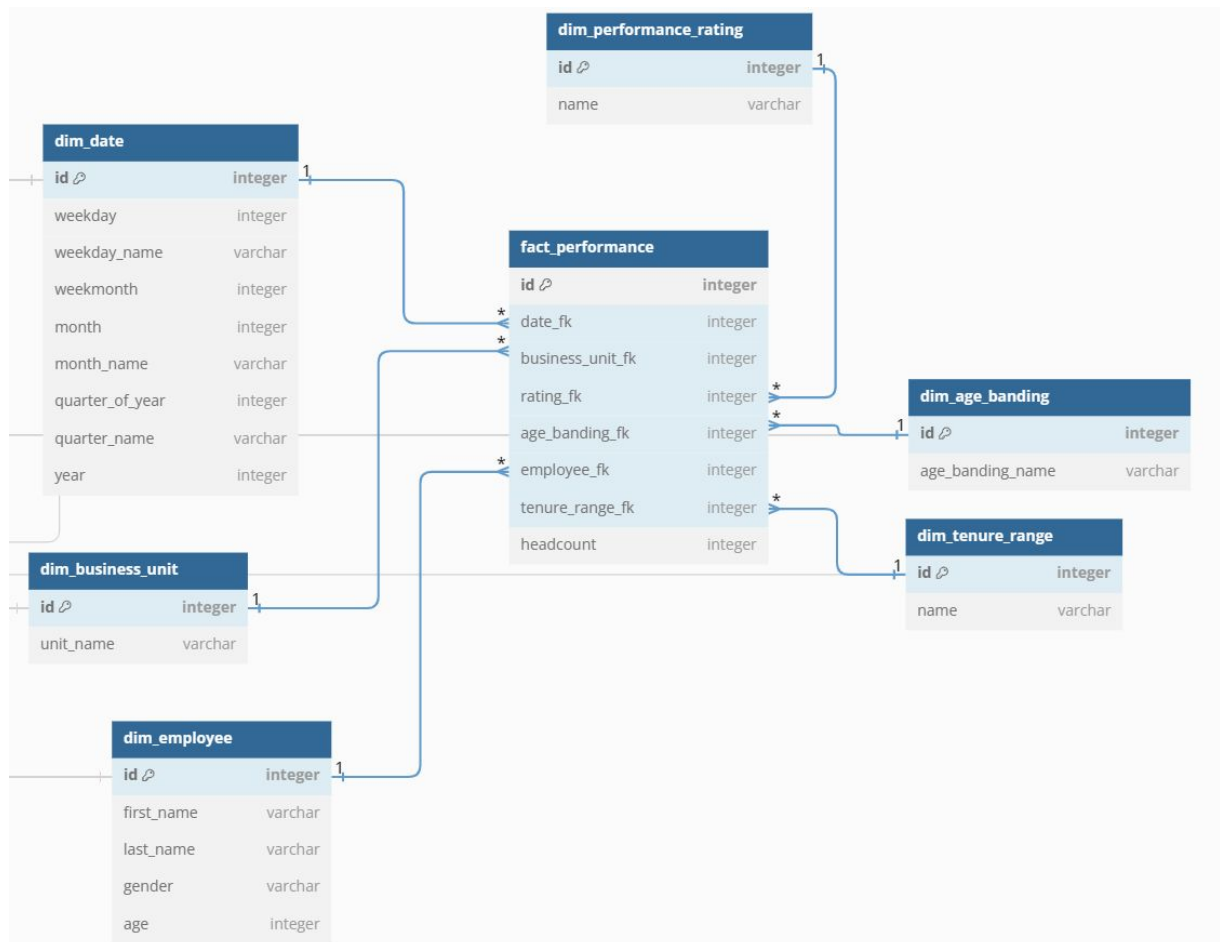 dim_performance_rating
id integer
name varchar
1
dim_date
id integer
weekday integer
weekday_name varchar
weekmonth integer
month integer
month_name varchar
quarter_of_year integer
quarter_name varchar
year integer
1
fact_performance
id integer
date_fk integer
business_unit_fk integer
rating_fk integer
age_banding_fk integer
employee_fk integer
tenure_range_fk integer
headcount integer
*
*
*
*
*
*
dim_age_banding
1
id integer
age_banding_name varchar
dim_tenure_range
1
id integer
name varchar
dim_business_unit
id integer
unit_name varchar
1
dim_employee
id integer
first_name varchar
last_name varchar
gender varchar
age integer
1